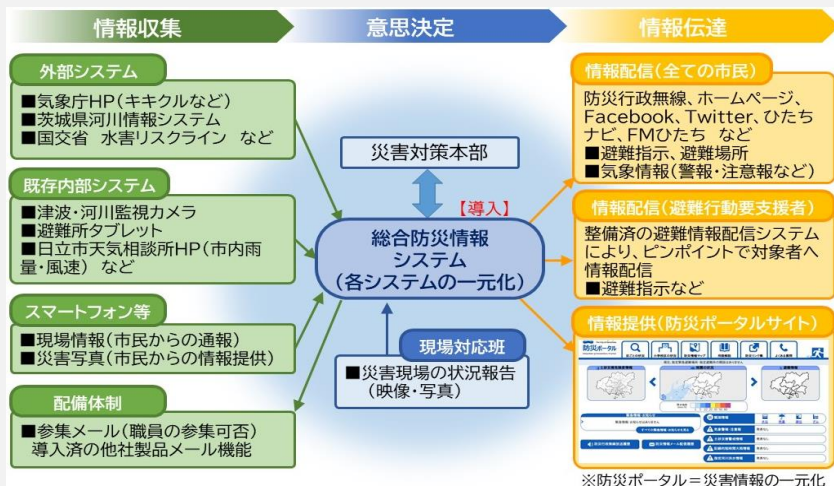 情報収集
意思決定
情報伝達
外部システム
■気象庁HP(キキクルなど)
■茨城県河川情報システム
■国交省 水害リスクライン など
既存内部システム
■津波・河川監視カメラ
■避難所タブレット
■日立市天気相談所HP(市内雨
量・風速) など
スマートフォン等
■現場情報(市民からの通報)
■災害写真(市民からの情報提供)
配備体制
■参集メール(職員の参集可否)
導入済の他社製品メール機能
災害対策本部
【導入】
総合防災情報
システム
(各システムの一元化)
現場対応班
■災害現場の状況報告
(映像・写真)
情報配信(全ての市民)
防災行政無線、ホームページ、
Facebook、Twitter、ひたち
ナビ、FMひたち など
■避難指示、避難場所
■気象情報(警報・注意報など)
情報配信(避難行動要支援者)
整備済の避難情報配信システム
により、ピンポイントで対象者へ
情報配信
■避難指示など
情報提供(防災ポータルサイト)
防災ポータル
※防災ポータル=災害情報の一元化